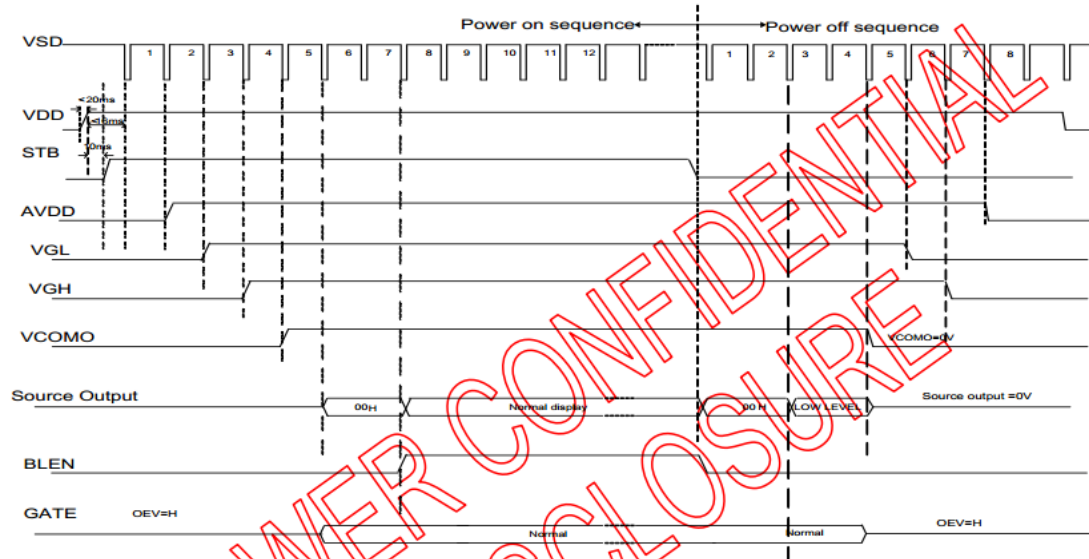 Power on sequence
Power off sequence
VSD
1 2 3 4 5 6 7 8 9 10 11 12 1 2 3 4 5 6 7 8
<20ms
VDD
≤16ms
STB
AVDD
VGL
VGH
VCOMO
VCOMO=0V
Source Output
00H
Normal display
00 H
LOW LEVEL
Source output =0V
BLEN
GATE
OEV=H
Normal
Normal
OEV=H
CONFIDENTIAL